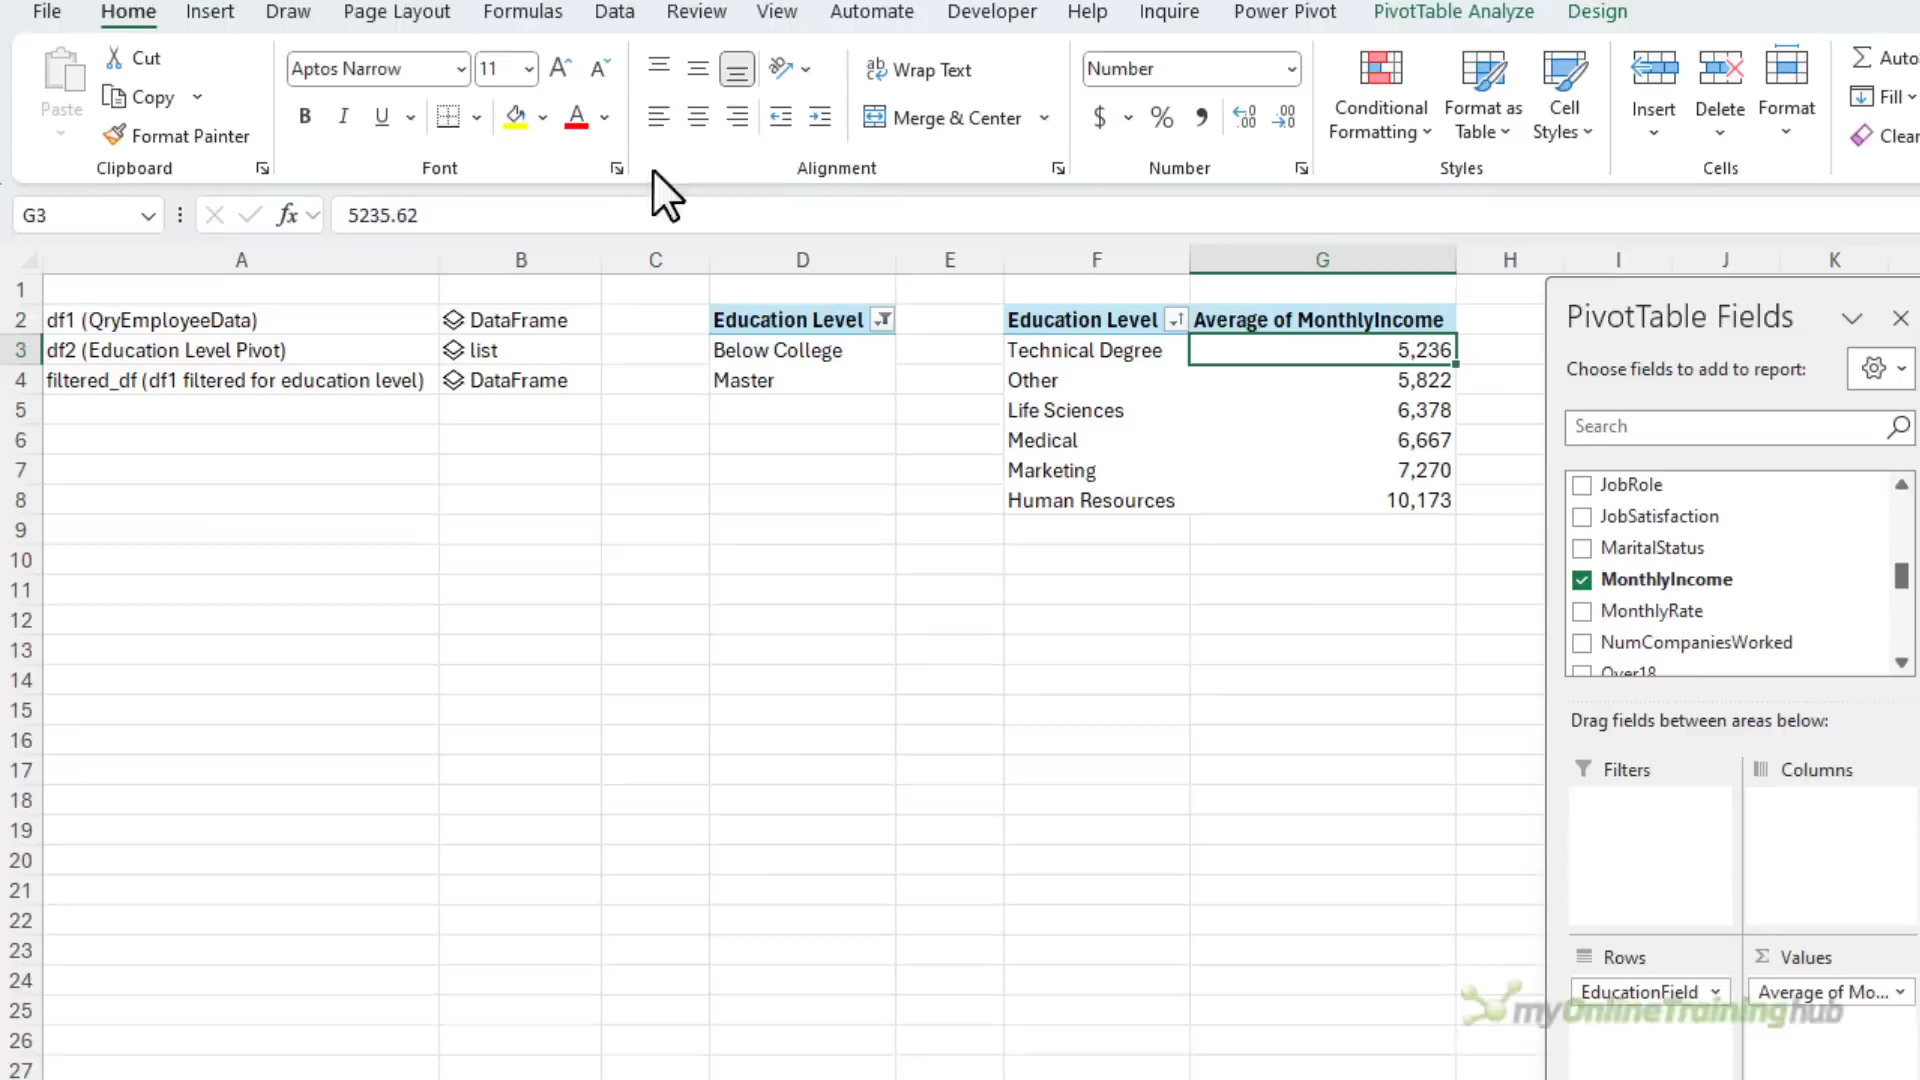 File Home Insert Draw Page Layout Formulas Data Review View Automate Developer Help Inquire Power Pivot PivotTable Analyze Design
Paste
Cut
Copy
Format Painter
Clipboard
Aptos Narrow 11
B I U
Font
Wrap Text
Merge & Center
Alignment
Number
$ % 9
Number
Conditional Formatting
Format as Table
Cell Styles
Styles
Insert Delete Format
Cells
Auto
Fill
Clear
G3 fx 5235.62
A B C D E F G H I J K
1
2 df1 (QryEmployeeData) DataFrame Education Level Education Level Average of MonthlyIncome
3 df2 (Education Level Pivot) list Below College Technical Degree 5,236
4 filtered_df (df1 filtered for education level) DataFrame Master Other 5,822
5 Life Sciences 6,378
6 Medical 6,667
7 Marketing 7,270
8 Human Resources 10,173
9
10
11
12
13
14
15
16
17
18
19
20
21
22
23
24
25
26
27
PivotTable Fields
Choose fields to add to report:
Search
JobRole
JobSatisfaction
MaritalStatus
MonthlyIncome
MonthlyRate
NumCompaniesWorked
Over18
Drag fields between areas below:
Filters
Columns
Rows
Values
EducationField
Average of Mo...
myOnlineTraininghub